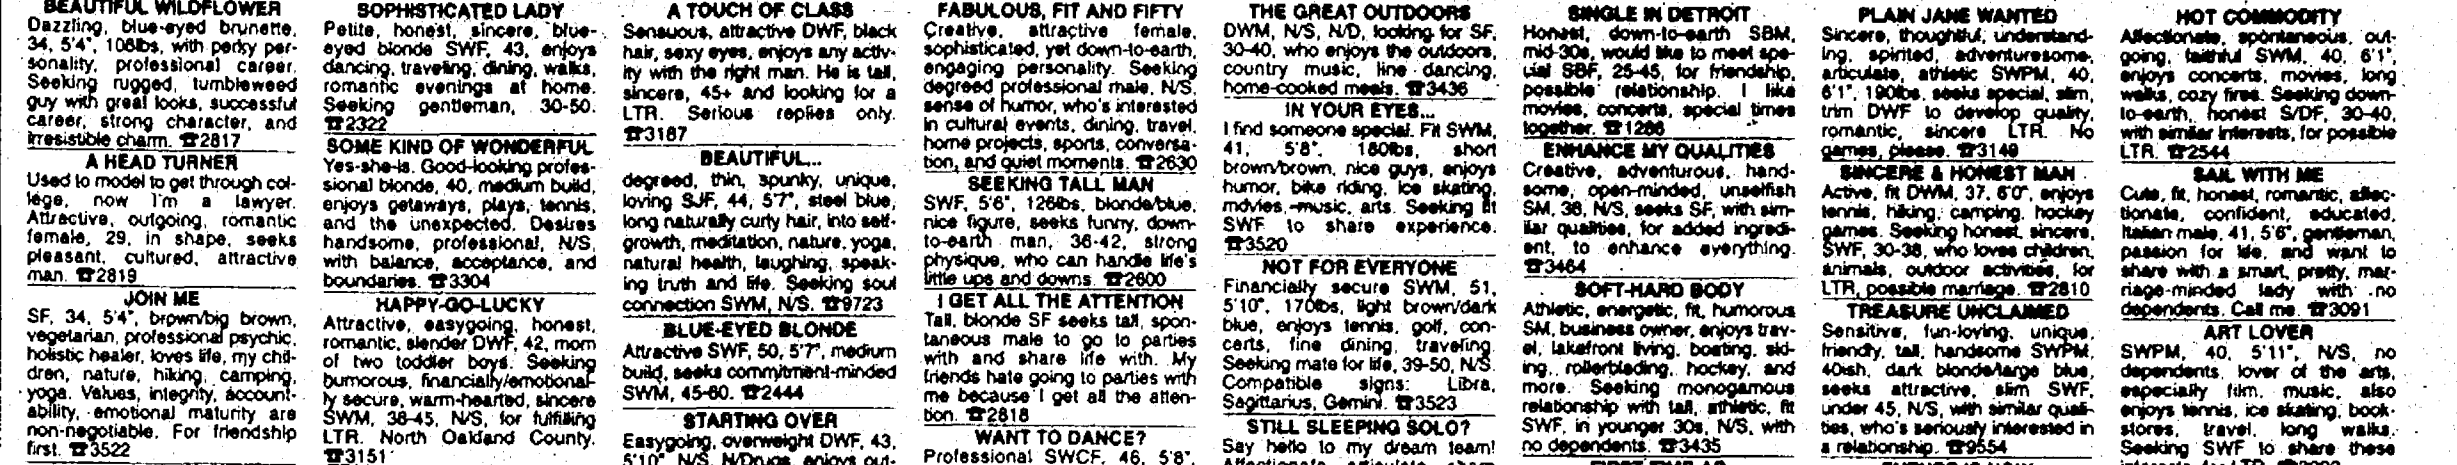 BEAUTIFUL WILDFLOWER
Dazzling, blue-eyed brunette,
34, 5'4", 106lbs, with perky per-
sonality, professional career.
Seeking rugged, tumbleweed
guy with great looks, successful
career, strong character, and
irresistible charm. ☎2817
A HEAD TURNER
Used to model to get through col-
lege, now I'm a lawyer.
Attractive, outgoing, romantic
female, 29, in shape, seeks
pleasant, cultured, attractive
man. ☎2819
JOIN ME
SF, 34, 5'4", brown/big brown,
vegetarian, professional psychic,
holistic healer, loves life, my chil-
dren, nature, hiking, camping,
yoga. Values, integrity, account-
ability, emotional maturity are
non-negotiable. For friendship
first. ☎3522
SOPHISTICATED LADY
Petite, honest, sincere, blue-
eyed blonde SWF, 43, enjoys
dancing, traveling, dining, walks,
romantic evenings at home.
Seeking gentleman, 30-50.
☎2322
SOME KIND OF WONDERFUL
Yes-she-is. Good-looking profes-
sional blonde, 40, medium build,
enjoys getaways, plays, tennis,
and the unexpected. Desires
handsome, professional, N/S,
with balance, acceptance, and
boundaries. ☎3304
HAPPY-GO-LUCKY
Attractive, easygoing, honest,
romantic, slender DWF, 42, mom
of two toddler boys. Seeking
humorous, financially/emotional-
ly secure, warm-hearted, sincere
SWM, 38-45, N/S, for fulfilling
LTR. North Oakland County.
☎3151
A TOUCH OF CLASS
Sensuous, attractive DWF, black
hair, sexy eyes, enjoys any activ-
ity with the right man. He is tall,
sincere, 45+ and looking for a
LTR. Serious replies only.
☎3187
BEAUTIFUL...
degreed, thin, spunky, unique,
loving SJF, 44, 5'7", steel blue,
long naturally curly hair, into self-
growth, meditation, nature, yoga,
natural health, laughing, speak-
ing truth and life. Seeking soul
connection SWM, N/S. ☎9723
BLUE-EYED BLONDE
Attractive SWF, 50, 5'7", medium
build, seeks commitment-minded
SWM, 45-60. ☎2444
STARTING OVER
Easygoing, overweight DWF, 43,
5'10", N/S, N/Drugs, enjoys out-
FABULOUS, FIT AND FIFTY
Creative, attractive female,
sophisticated, yet down-to-earth,
engaging personality. Seeking
degreed professional male, N/S,
sense of humor, who's interested
in cultural events, dining, travel,
home projects, sports, conversa-
tion, and quiet moments. ☎2630
SEEKING TALL MAN
SWF, 5'6", 126lbs, blonde/blue,
nice figure, seeks funny, down-
to-earth man, 36-42, strong
physique, who can handle life's
little ups and downs. ☎2600
I GET ALL THE ATTENTION
Tall, blonde SF seeks tall, spon-
taneous male to go to parties
with and share life with. My
friends hate going to parties with
me because I get all the atten-
tion. ☎2818
WANT TO DANCE?
Professional SWCF, 46, 5'8",
THE GREAT OUTDOORS
DWM, N/S, N/D, looking for SF,
30-40, who enjoys the outdoors,
country music, line dancing,
home-cooked meals. ☎3436
IN YOUR EYES...
I find someone special. Fit SWM,
41, 5'8", 160lbs, short
brown/brown, nice guys, enjoys
humor, bike riding, ice skating,
movies, music, arts. Seeking fit
SWF to share experience.
☎3520
NOT FOR EVERYONE
Financially secure SWM, 51,
5'10", 170lbs, light brown/dark
blue, enjoys tennis, golf, con-
certs, fine dining, traveling.
Seeking mate for life, 39-50, N/S.
Compatible signs: Libra,
Sagittarius, Gemini. ☎3523
STILL SLEEPING SOLO?
Say hello to my dream team!
SINGLE IN DETROIT
Honest, down-to-earth SBM,
mid-30s, would like to meet spe-
cial SBF, 25-45, for friendship,
possible relationship. I like
movies, concerts, special times
together. ☎1286
ENHANCE MY QUALITIES
Creative, adventurous, hand-
some, open-minded, unselfish
SM, 38, N/S, seeks SF, with sim-
ilar qualities, for added ingredi-
ent, to enhance everything.
☎3464
SOFT-HARD BODY
Athletic, energetic, fit, humorous
SM, business owner, enjoys trav-
el, lakefront living, boating, ski-
ing, rollerblading, hockey, and
more. Seeking monogamous
relationship with tall, athletic, fit
SWF, in younger 30s, N/S, with
no dependents. ☎3435
PLAIN JANE WANTED
Sincere, thoughtful, understand-
ing, spirited, adventuresome,
articulate, athletic SWPM, 40,
6'1", 190lbs, seeks special, slim,
trim DWF to develop quality,
romantic, sincere LTR. No
games, please. ☎3149
SINCERE & HONEST MAN
Active, fit DWM, 37, 6'0", enjoys
tennis, hiking, camping, hockey
games. Seeking honest, sincere,
SWF, 30-38, who loves children,
animals, outdoor activities, for
LTR, possible marriage. ☎2810
TREASURE UNCLAIMED
Sensitive, fun-loving, unique,
friendly, tall, handsome SWPM,
40ish, dark blonde/large blue,
seeks attractive, slim SWF,
under 45, N/S, with similar quali-
ties, who's seriously interested in
a relationship. ☎9554
HOT COMMODITY
Affectionate, spontaneous, out-
going, faithful SWM, 40, 6'1",
enjoys concerts, movies, long
walks, cozy fires. Seeking down-
to-earth, honest S/DF, 30-40,
with similar interests, for possible
LTR. ☎2544
SAIL WITH ME
Cute, fit, honest, romantic, affec-
tionate, confident, educated,
Italian male, 41, 5'6", gentleman,
passion for life, and want to
share with a smart, pretty, mar-
riage-minded lady with no
dependents. Call me. ☎3091
ART LOVER
SWPM, 40, 5'11", N/S, no
dependents, lover of the arts,
especially film, music, also
enjoys tennis, ice skating, book-
stores, travel, long walks.
Seeking SWF to share these